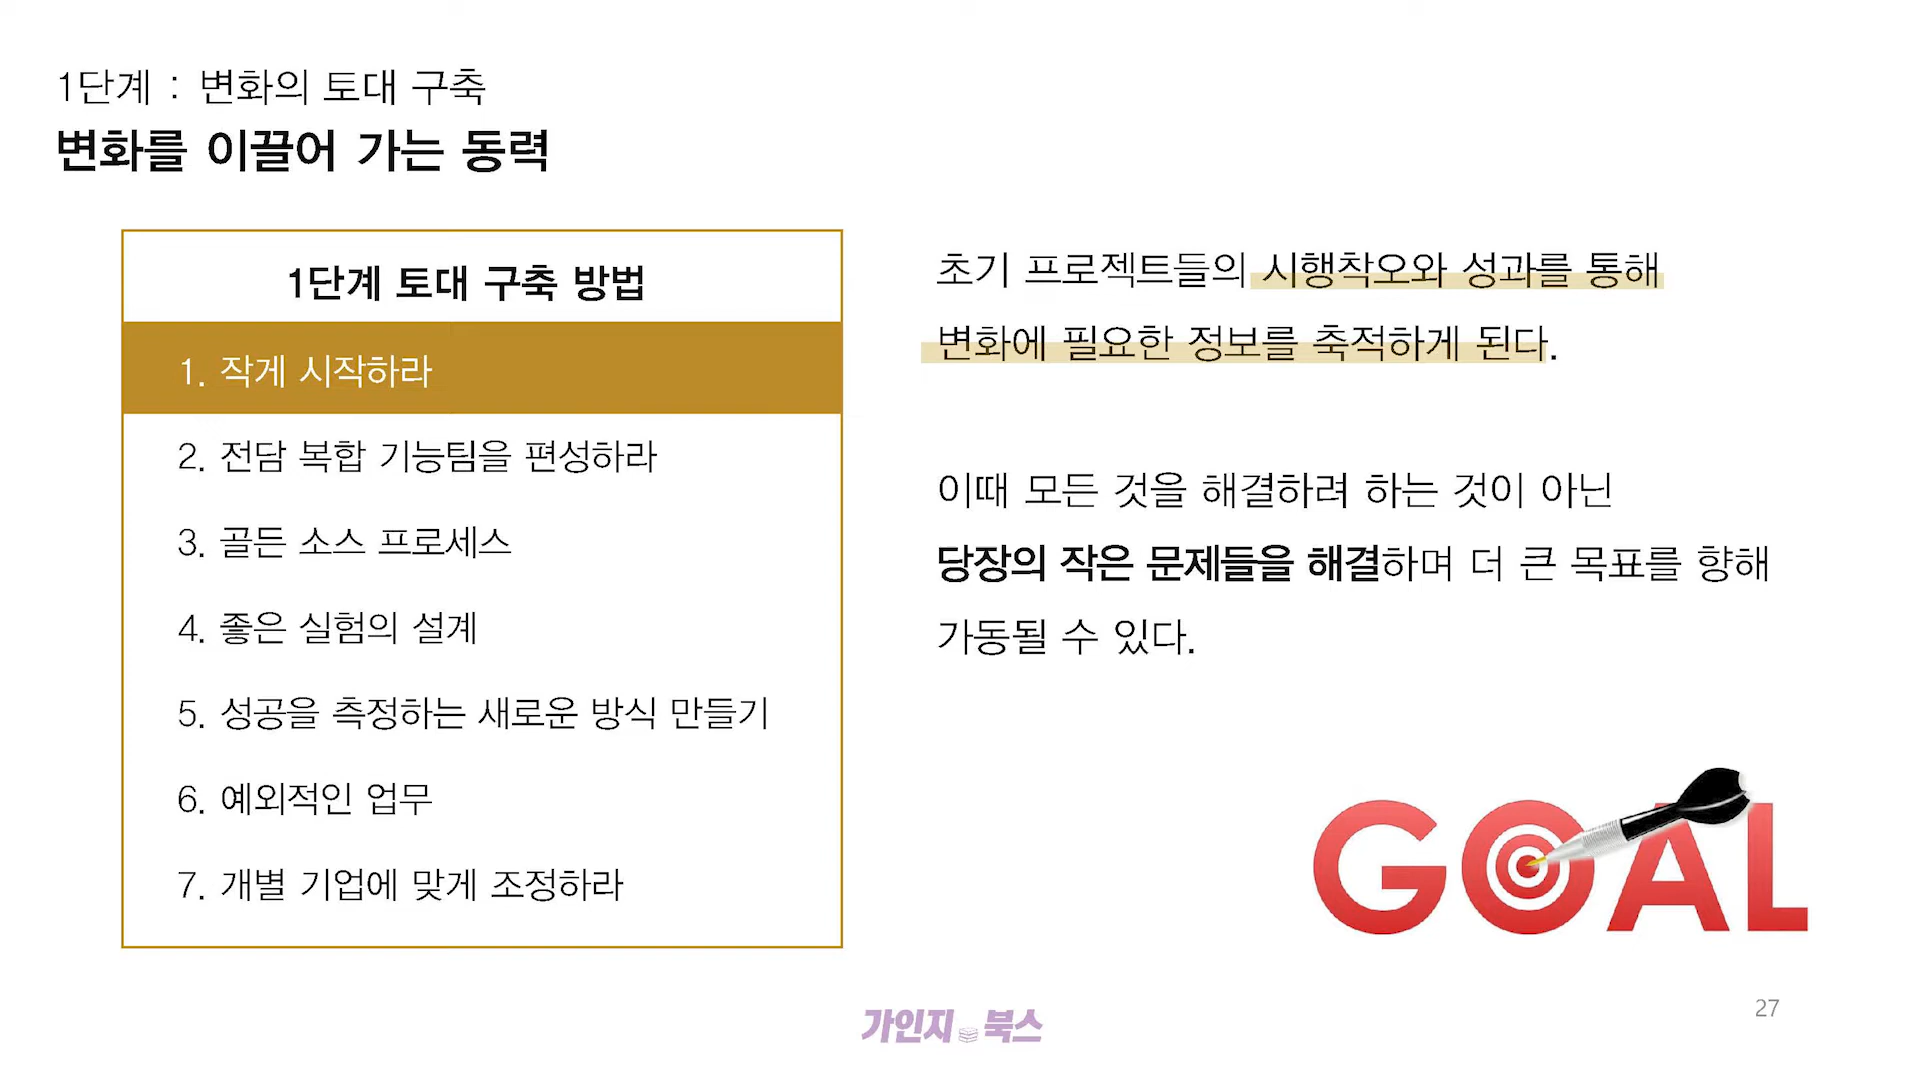 1단계 : 변화의 토대 구축
변화를 이끌어 가는 동력
1단계 토대 구축 방법
1. 작게 시작하라
2. 전담 복합 기능팀을 편성하라
3. 골든 소스 프로세스
4. 좋은 실험의 설계
5. 성공을 측정하는 새로운 방식 만들기
6. 예외적인 업무
7. 개별 기업에 맞게 조정하라
초기 프로젝트들의 시행착오와 성과를 통해
변화에 필요한 정보를 축적하게 된다.
이때 모든 것을 해결하려 하는 것이 아닌
당장의 작은 문제들을 해결하며 더 큰 목표를 향해
가동될 수 있다.
GOAL
가인지 북스
27